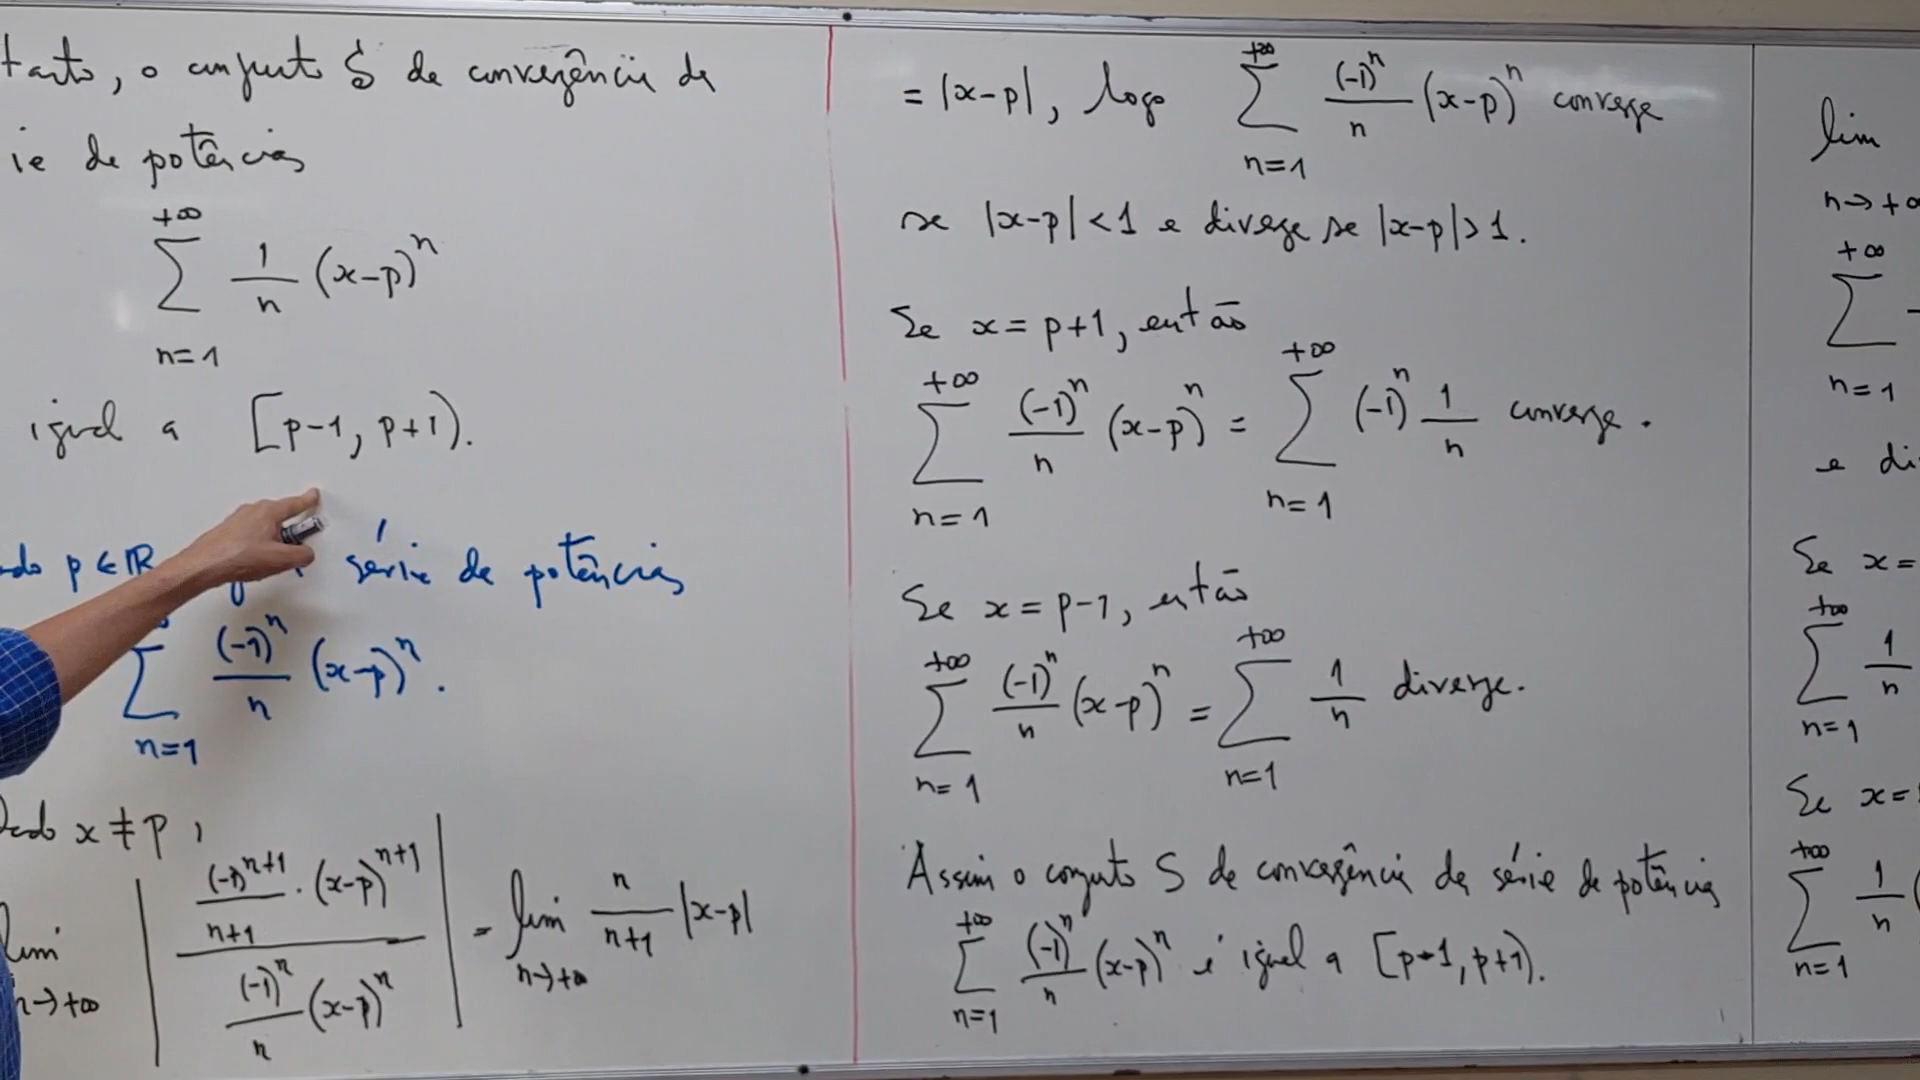 tanto, o conjunto S de convergência de
ie de potências
+∞ ∑ n=1 1/n (x-p)^n
igual a [p-1, p+1).
p ∈ ℝ série de potências
∑ n=1 (-1)^n/n (x-p)^n.
Dado x ≠ p,
lim n→+∞ | ((-1)^{n+1}/(n+1) · (x-p)^{n+1}) / ((-1)^n/n (x-p)^n) | = lim n→+∞ n/(n+1) |x-p|
= |x-p|, logo +∞ ∑ n=1 (-1)^n/n (x-p)^n converge
se |x-p| < 1 e diverge se |x-p| > 1.
Se x = p+1, então
+∞ ∑ n=1 (-1)^n/n (x-p)^n = +∞ ∑ n=1 (-1)^n 1/n converge.
Se x = p-1, então
+∞ ∑ n=1 (-1)^n/n (x-p)^n = +∞ ∑ n=1 1/n diverge.
Assim o conjunto S de convergência da série de potências
+∞ ∑ n=1 (-1)^n/n (x-p)^n é igual a [p-1, p+1).
lim
n→+∞
+∞ ∑ n=1
e di
Se x =
+∞ ∑ n=1 1/n
Se x =
+∞ ∑ n=1 1/n (